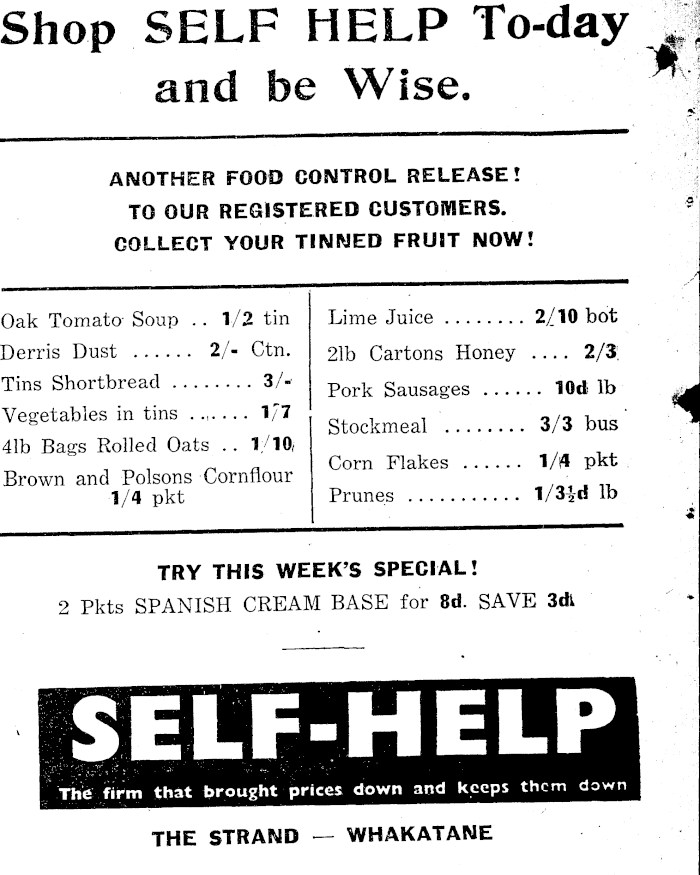 Shop SELF HELP To-day
and be Wise.
ANOTHER FOOD CONTROL RELEASE!
TO OUR REGISTERED CUSTOMERS.
COLLECT YOUR TINNED FRUIT NOW!
Oak Tomato Soup .. 1/2 tin
Derris Dust ...... 2/- Ctn.
Tins Shortbread ........ 3/-
Vegetables in tins ....... 1/7
4lb Bags Rolled Oats .. 1/10
Brown and Polsons Cornflour
1/4 pkt
Lime Juice ........ 2/10 bot
2lb Cartons Honey .... 2/3
Pork Sausages ...... 10d lb
Stockmeal ........ 3/3 bus
Corn Flakes ...... 1/4 pkt
Prunes ........... 1/3½d lb
TRY THIS WEEK'S SPECIAL!
2 Pkts SPANISH CREAM BASE for 8d. SAVE 3d
SELF-HELP
The firm that brought prices down and keeps them down
THE STRAND — WHAKATANE